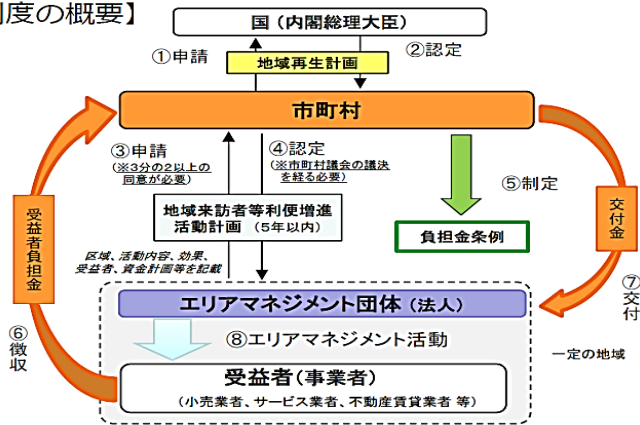 度の概要】
国（内閣総理大臣）
①申請
②認定
地域再生計画
市町村
③申請
（※3分の2以上の
同意が必要）
④認定
（※市町村議会の議決
を経る必要）
⑤制定
地域来訪者等利便増進
活動計画（5年以内）
負担金条例
受益者負担金
交付金
区域、活動内容、効果、
受益者、資金計画等を記載
⑦交付
エリアマネジメント団体（法人）
⑥徴収
⑧エリアマネジメント活動
一定の地域
受益者（事業者）
（小売業者、サービス業者、不動産賃貸業者 等）